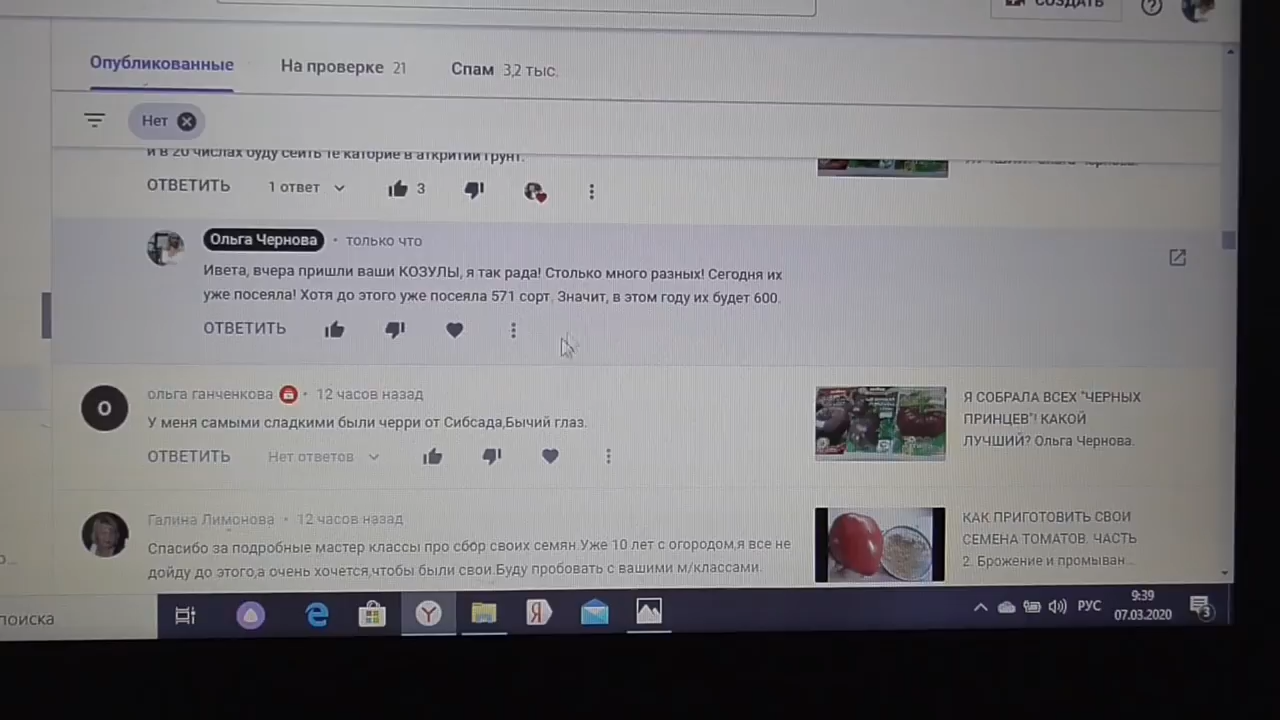 СОЗДАТЬ
Опубликованные
На проверке 21
Спам 3,2 тыс.
Нет
и в 20 числах буду сеить те каторие в аткритии грунт.
ОТВЕТИТЬ 1 ответ 3
Ольга Чернова • только что
Ивета, вчера пришли ваши КОЗУЛЫ, я так рада! Столько много разных! Сегодня их
уже посеяла! Хотя до этого уже посеяла 571 сорт. Значит, в этом году их будет 600.
ОТВЕТИТЬ
О
ольга ганченкова • 12 часов назад
У меня самыми сладкими были черри от Сибсада,Бычий глаз.
ОТВЕТИТЬ Нет ответов
Я СОБРАЛА ВСЕХ "ЧЕРНЫХ
ПРИНЦЕВ"! КАКОЙ
ЛУЧШИЙ? Ольга Чернова.
Галина Лимонова • 12 часов назад
Спасибо за подробные мастер классы про сбор своих семян.Уже 10 лет с огородом,я все не
дойду до этого,а очень хочется,чтобы были свои.Буду пробовать с вашими м/классами.
КАК ПРИГОТОВИТЬ СВОИ
СЕМЕНА ТОМАТОВ. ЧАСТЬ
2. Брожение и промыван...
поиска
Я
РУС
9:39
07.03.2020
3